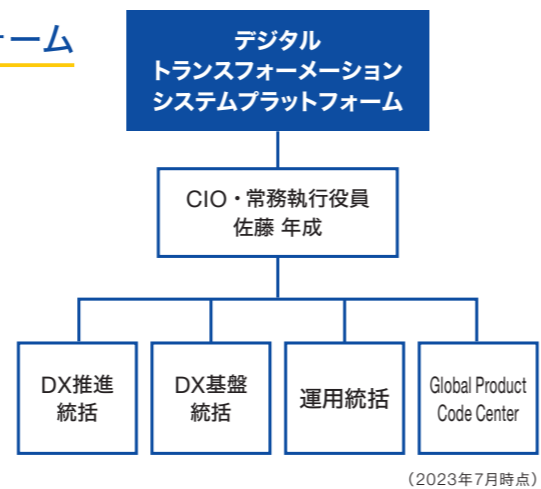 ォーム
デジタル
トランスフォーメーション
システムプラットフォーム
CIO・常務執行役員
佐藤 年成
DX推進
統括
DX基盤
統括
運用統括
Global Product
Code Center
(2023年7月時点)